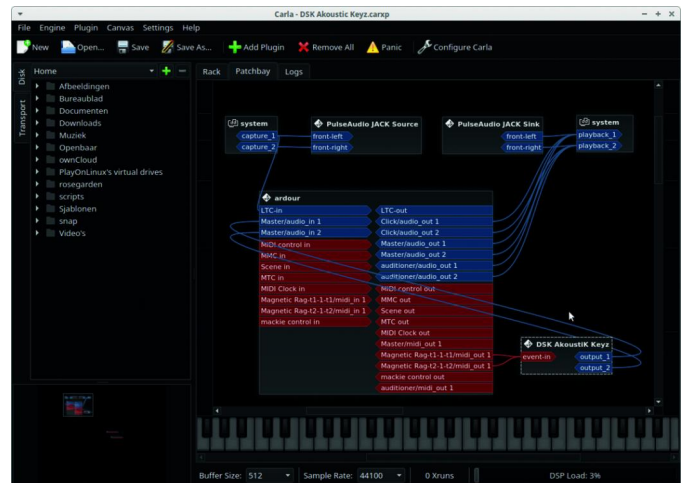 Carla - DSK Akoustic Keyz.carxp
File Engine Plugin Canvas Settings Help
New Open... Save Save As... Add Plugin Remove All Panic Configure Carla
Disk
Transport
Home
Afbeeldingen
Bureaublad
Documenten
Downloads
Muziek
Openbaar
ownCloud
PlayOnLinux's virtual drives
rosegarden
scripts
Sjablonen
snap
Video's
Rack Patchbay Logs
system
capture_1
capture_2
PulseAudio JACK Source
front-left
front-right
PulseAudio JACK Sink
front-left
front-right
system
playback_1
playback_2
ardour
LTC-in LTC-out
Master/audio_in 1 Click/audio_out 1
Master/audio_in 2 Click/audio_out 2
MIDI control in Master/audio_out 1
MMC in Master/audio_out 2
Scene in auditioner/audio_out 1
MTC in auditioner/audio_out 2
MIDI Clock in MIDI control out
Magnetic Rag-t1-1-t1/midi_in 1 MMC out
Magnetic Rag-t2-1-t2/midi_in 1 Scene out
mackie control in MTC out
MIDI Clock out
Master/midi_out 1
Magnetic Rag-t1-1-t1/midi_out 1
Magnetic Rag-t2-1-t2/midi_out 1
mackie control out
auditioner/midi_out 1
DSK AkoustiK Keyz
event-in output_1
output_2
Buffer Size: 512 Sample Rate: 44100 0 Xruns DSP Load: 3%